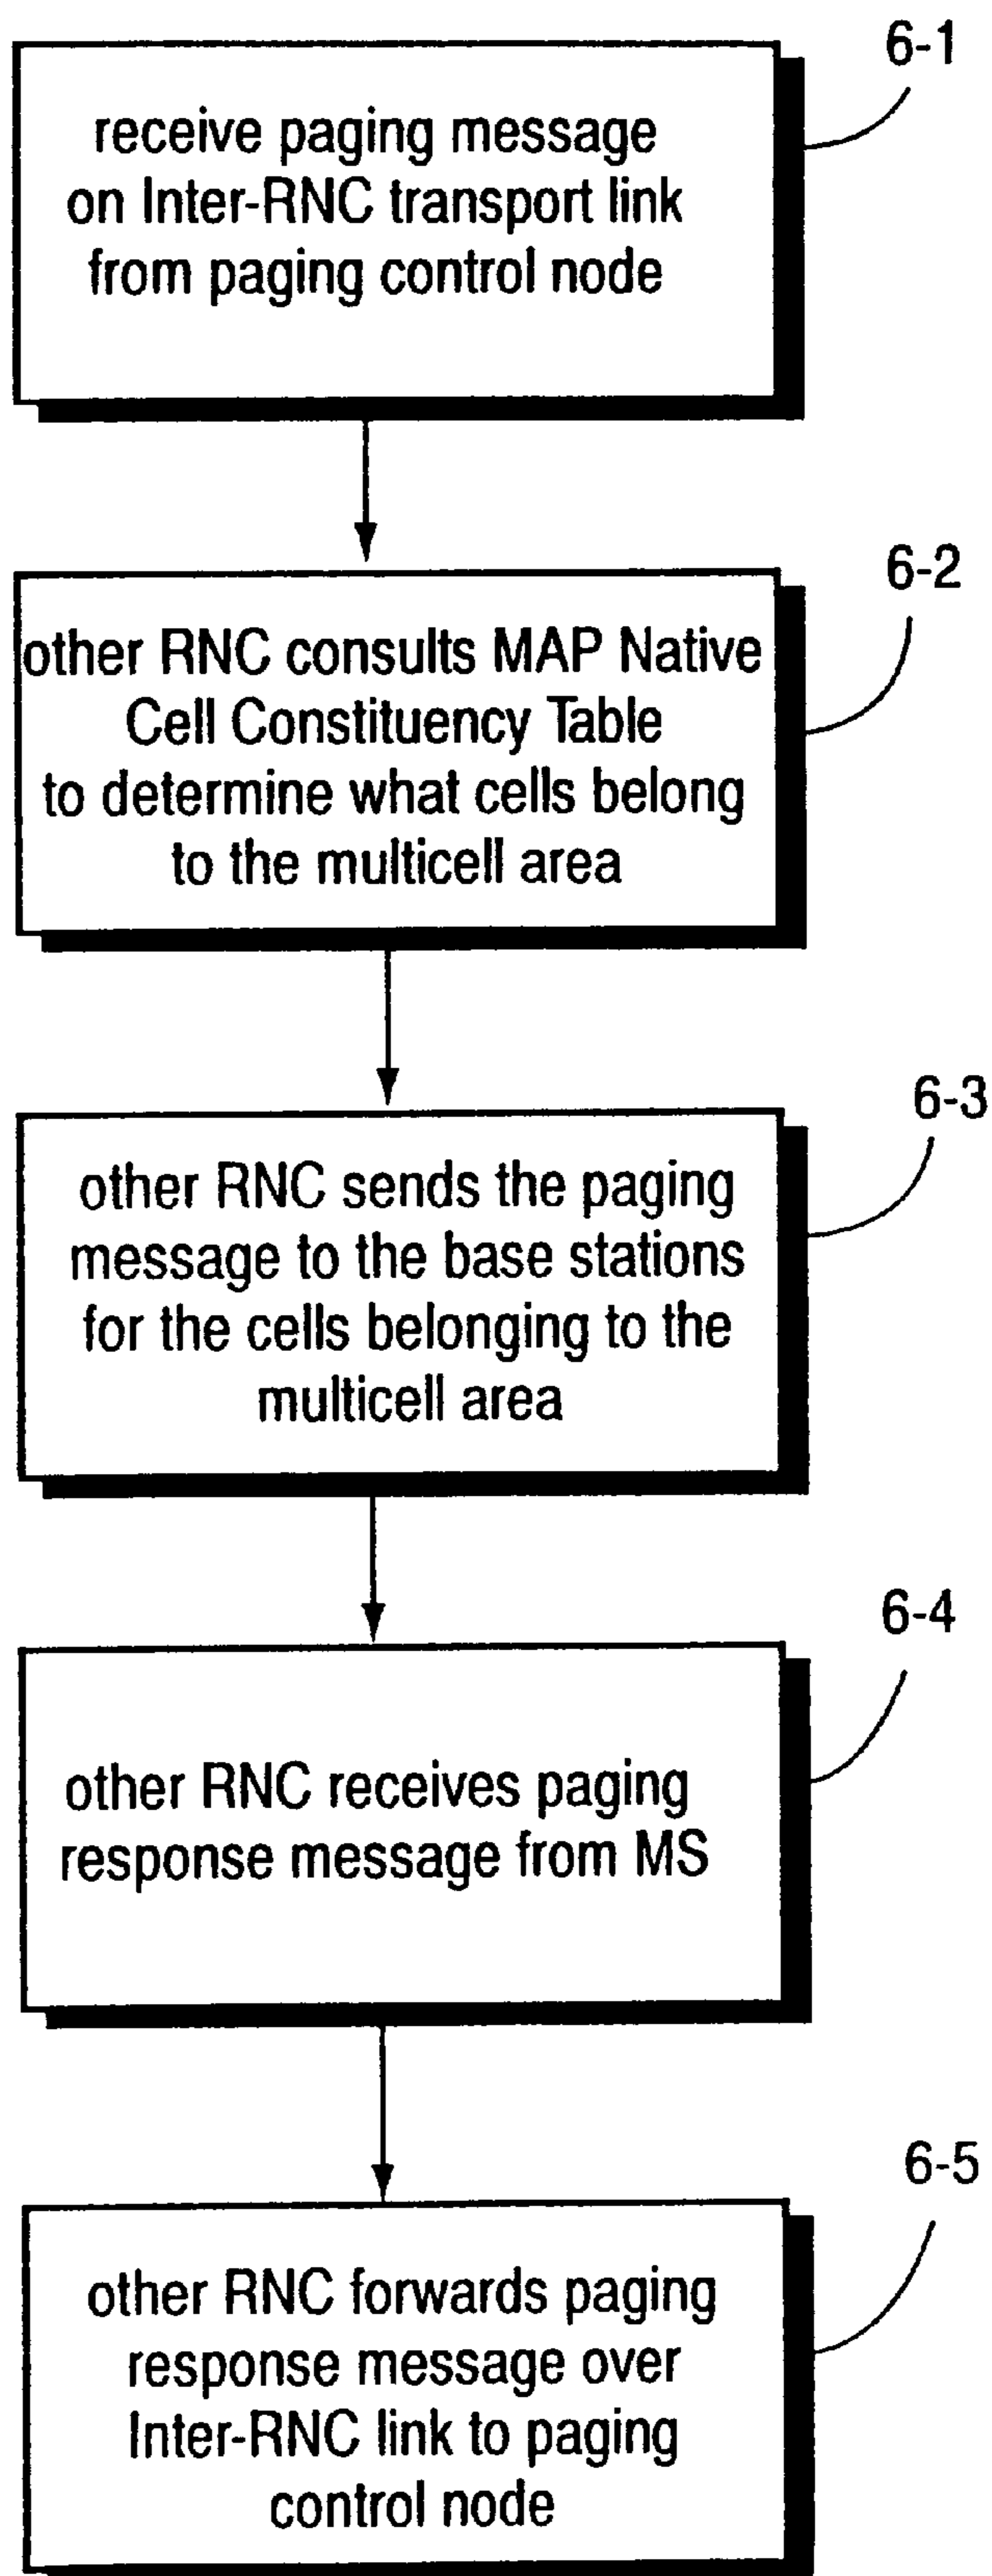 6-1
receive paging message
on Inter-RNC transport link
from paging control node
6-2
other RNC consults MAP Native
Cell Constituency Table
to determine what cells belong
to the multicell area
6-3
other RNC sends the paging
message to the base stations
for the cells belonging to the
multicell area
6-4
other RNC receives paging
response message from MS
6-5
other RNC forwards paging
response message over
Inter-RNC link to paging
control node